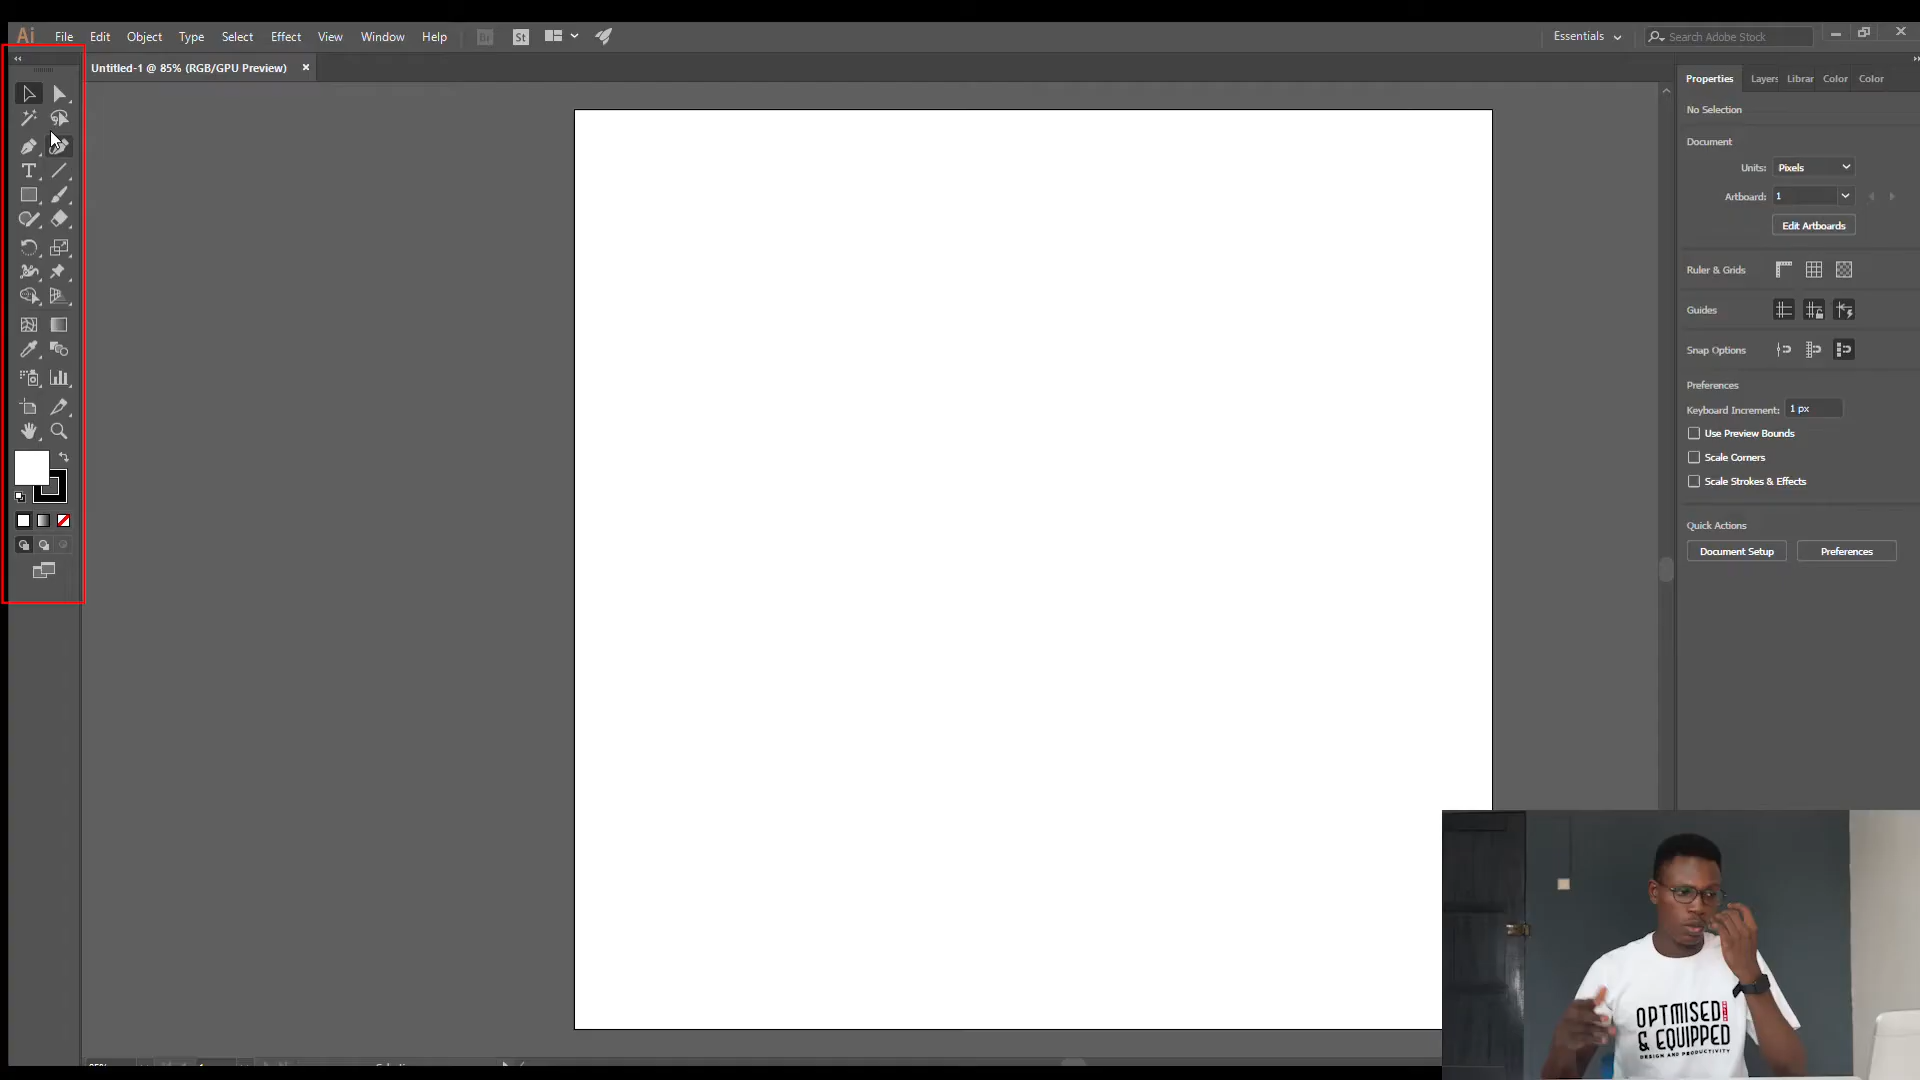 Ai File Edit Object Type Select Effect View Window Help Br St Essentials Search Adobe Stock
Untitled-1 @ 85% (RGB/GPU Preview) ×
Properties Layers Librar Color Color
No Selection
Document
Units: Pixels
Artboard: 1
Edit Artboards
Ruler & Grids
Guides
Snap Options
Preferences
Keyboard Increment: 1 px
Use Preview Bounds
Scale Corners
Scale Strokes & Effects
Quick Actions
Document Setup Preferences
T
OPTMISED
& EQUIPPED
DESIGN AND PRODUCTIVITY